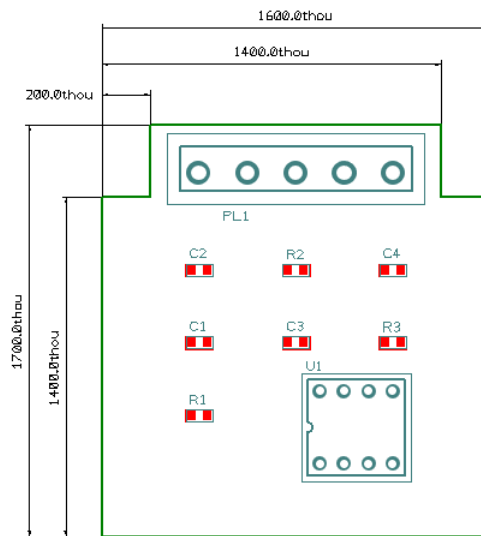 1600.0thou
1400.0thou
200.0thou
PL1
C2 R2 C4
C1 C3 R3
U1
R1
1700.0thou
1400.0thou